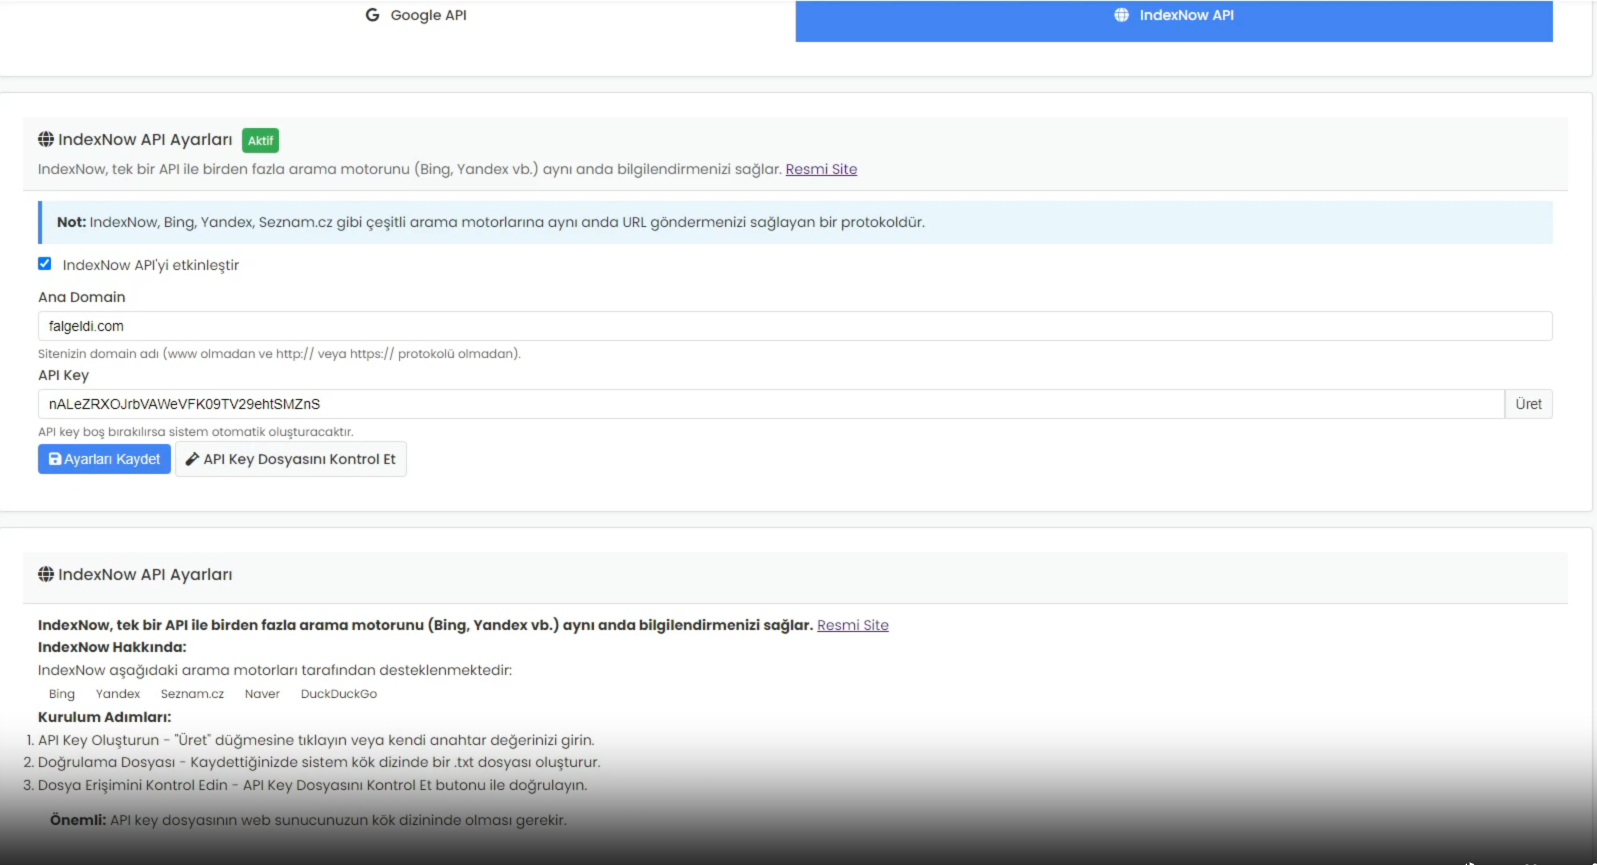 Google API
IndexNow API
IndexNow API Ayarları Aktif
IndexNow, tek bir API ile birden fazla arama motorunu (Bing, Yandex vb.) aynı anda bilgilendirmenizi sağlar. Resmi Site
Not: IndexNow, Bing, Yandex, Seznam.cz gibi çeşitli arama motorlarına aynı anda URL göndermenizi sağlayan bir protokoldür.
IndexNow API'yi etkinleştir
Ana Domain
falgeldi.com
Sitenizin domain adı (www olmadan ve http:// veya https:// protokolü olmadan).
API Key
nALeZRXOJrbVAWeVFK09TV29ehtSMZnS Üret
API key boş bırakılırsa sistem otomatik oluşturacaktır.
Ayarları Kaydet API Key Dosyasını Kontrol Et
IndexNow API Ayarları
IndexNow, tek bir API ile birden fazla arama motorunu (Bing, Yandex vb.) aynı anda bilgilendirmenizi sağlar. Resmi Site
IndexNow Hakkında:
IndexNow aşağıdaki arama motorları tarafından desteklenmektedir:
Bing Yandex Seznam.cz Naver DuckDuckGo
Kurulum Adımları:
1. API Key Oluşturun - "Üret" düğmesine tıklayın veya kendi anahtar değerinizi girin.
2. Doğrulama Dosyası - Kaydettiğinizde sistem kök dizinde bir .txt dosyası oluşturur.
3. Dosya Erişimini Kontrol Edin - API Key Dosyasını Kontrol Et butonu ile doğrulayın.
Önemli: API key dosyasının web sunucunuzun kök dizininde olması gerekir.